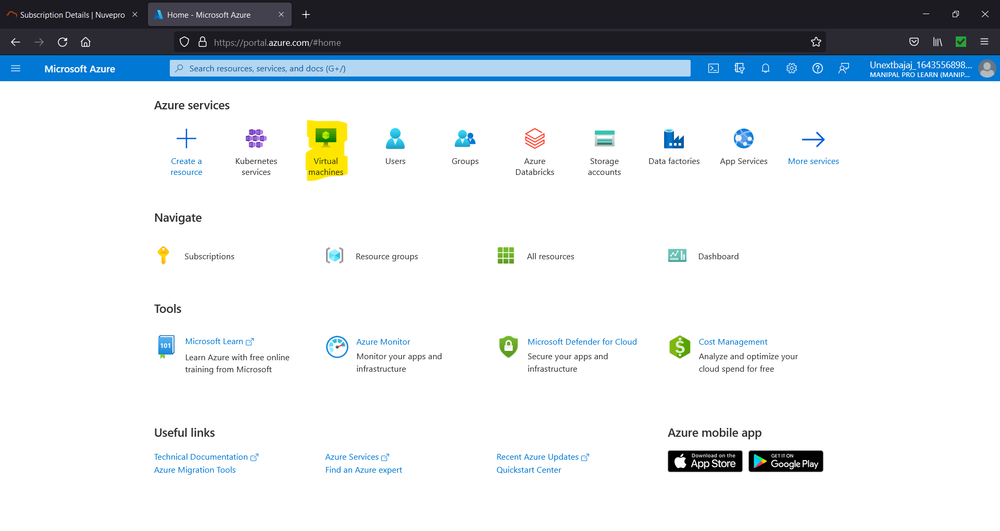 Subscription Details | Nuvepro
Home - Microsoft Azure
https://portal.azure.com/#home
Microsoft Azure
Search resources, services, and docs (G+/)
Unextbajaj_1643556898...
MANIPAL PRO LEARN (MANIP...
Azure services
Create a
resource
Kubernetes
services
Virtual
machines
Users
Groups
Azure
Databricks
Storage
accounts
Data factories
App Services
More services
Navigate
Subscriptions
Resource groups
All resources
Dashboard
Tools
101
Microsoft Learn
Learn Azure with free online
training from Microsoft
Azure Monitor
Monitor your apps and
infrastructure
Microsoft Defender for Cloud
Secure your apps and
infrastructure
$
Cost Management
Analyze and optimize your
cloud spend for free
Useful links
Azure mobile app
Technical Documentation
Azure Services
Recent Azure Updates
Azure Migration Tools
Find an Azure expert
Quickstart Center
Download on the
App Store
GET IT ON
Google Play